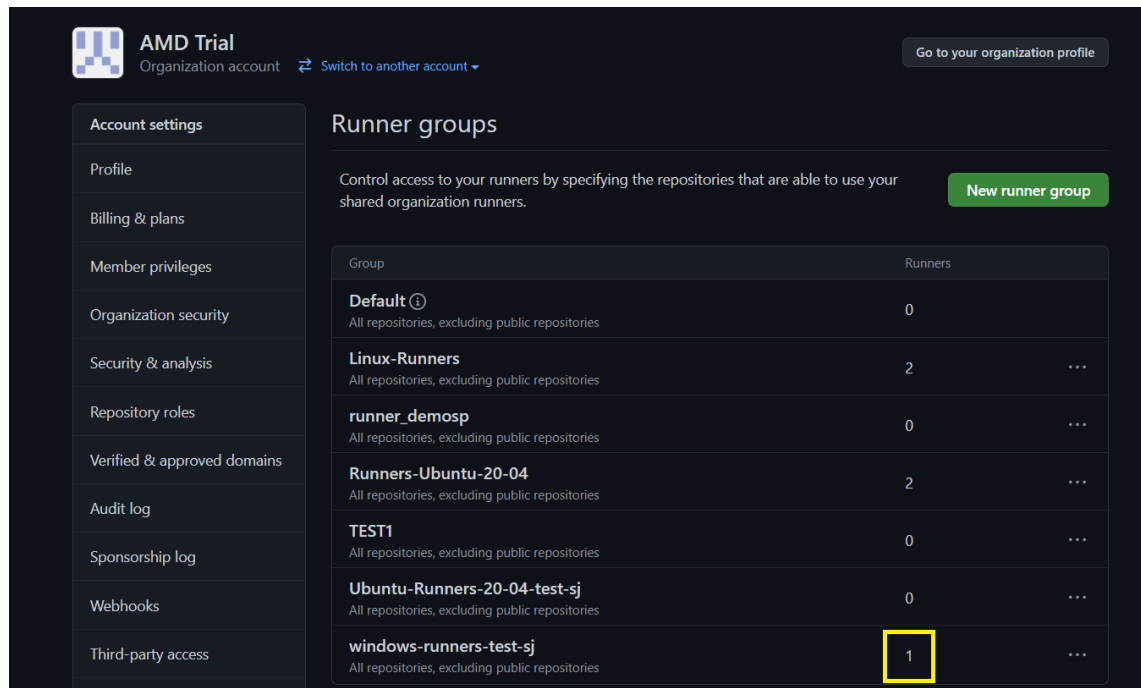 AMD Trial
Organization account Switch to another account
Go to your organization profile
Account settings
Profile
Billing & plans
Member privileges
Organization security
Security & analysis
Repository roles
Verified & approved domains
Audit log
Sponsorship log
Webhooks
Third-party access
Runner groups
Control access to your runners by specifying the repositories that are able to use your
shared organization runners.
New runner group
Group Runners
Default
All repositories, excluding public repositories
0
Linux-Runners
All repositories, excluding public repositories
2 ...
runner_demosp
All repositories, excluding public repositories
0 ...
Runners-Ubuntu-20-04
All repositories, excluding public repositories
2 ...
TEST1
All repositories, excluding public repositories
0 ...
Ubuntu-Runners-20-04-test-sj
All repositories, excluding public repositories
0 ...
windows-runners-test-sj
All repositories, excluding public repositories
1 ...